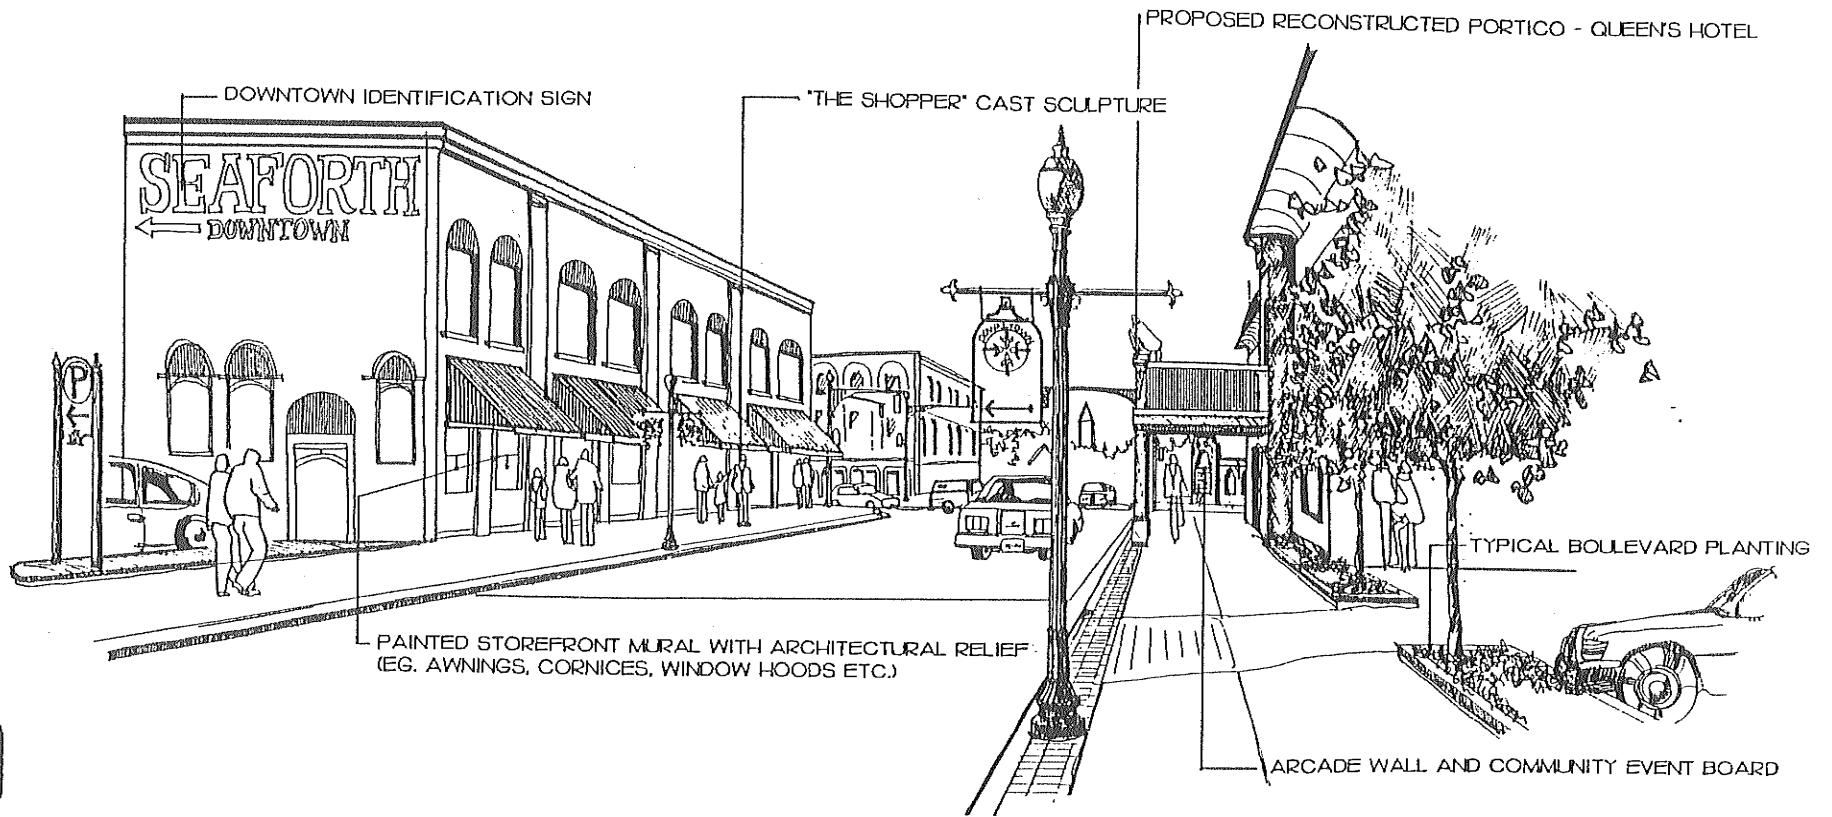 PROPOSED RECONSTRUCTED PORTICO - QUEEN'S HOTEL
DOWNTOWN IDENTIFICATION SIGN
"THE SHOPPER" CAST SCULPTURE
SEAFORTH
DOWNTOWN
P
TYPICAL BOULEVARD PLANTING
PAINTED STOREFRONT MURAL WITH ARCHITECTURAL RELIEF
(EG. AWNINGS, CORNICES, WINDOW HOODS ETC.)
ARCADE WALL AND COMMUNITY EVENT BOARD